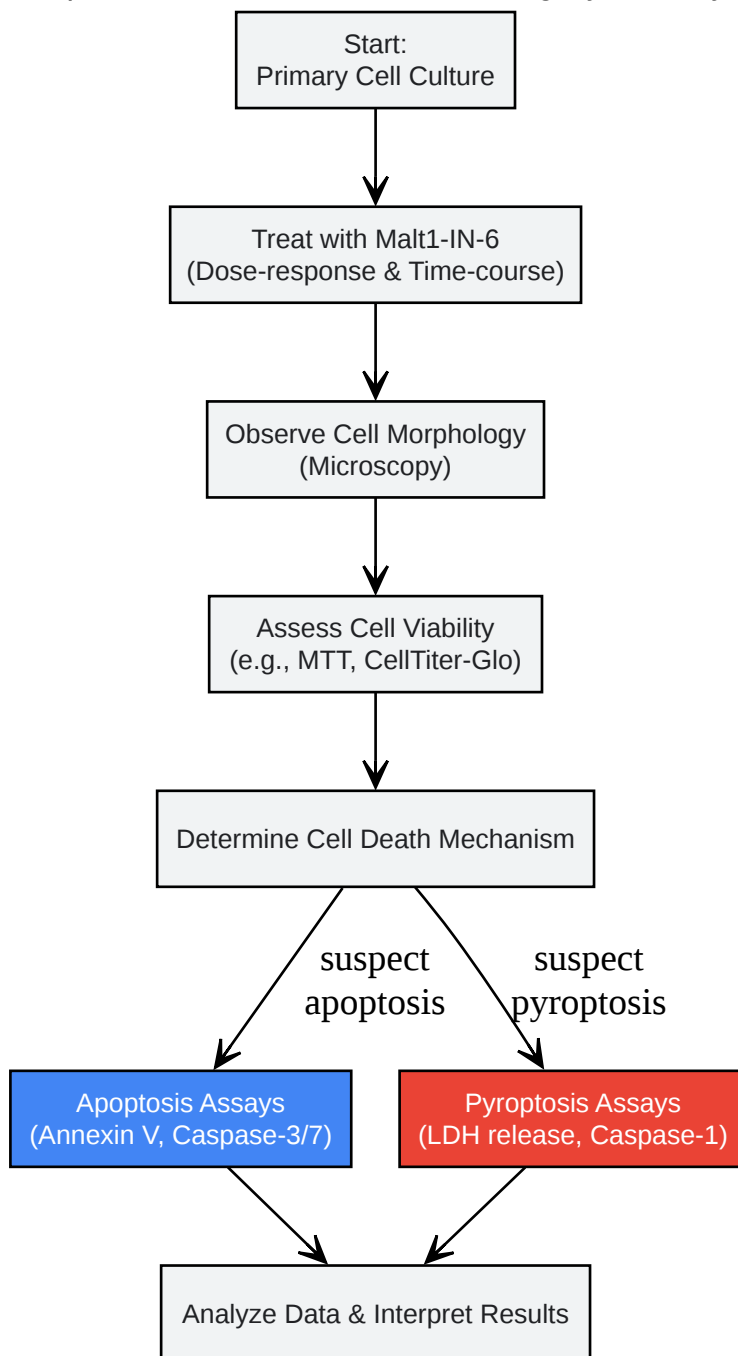 Start:
Primary Cell Culture
Treat with Malt1-IN-6
(Dose-response & Time-course)
Observe Cell Morphology
(Microscopy)
Assess Cell Viability
(e.g., MTT, CellTiter-Glo)
Determine Cell Death Mechanism
suspect
apoptosis
suspect
pyroptosis
Apoptosis Assays
(Annexin V, Caspase-3/7)
Pyroptosis Assays
(LDH release, Caspase-1)
Analyze Data & Interpret Results